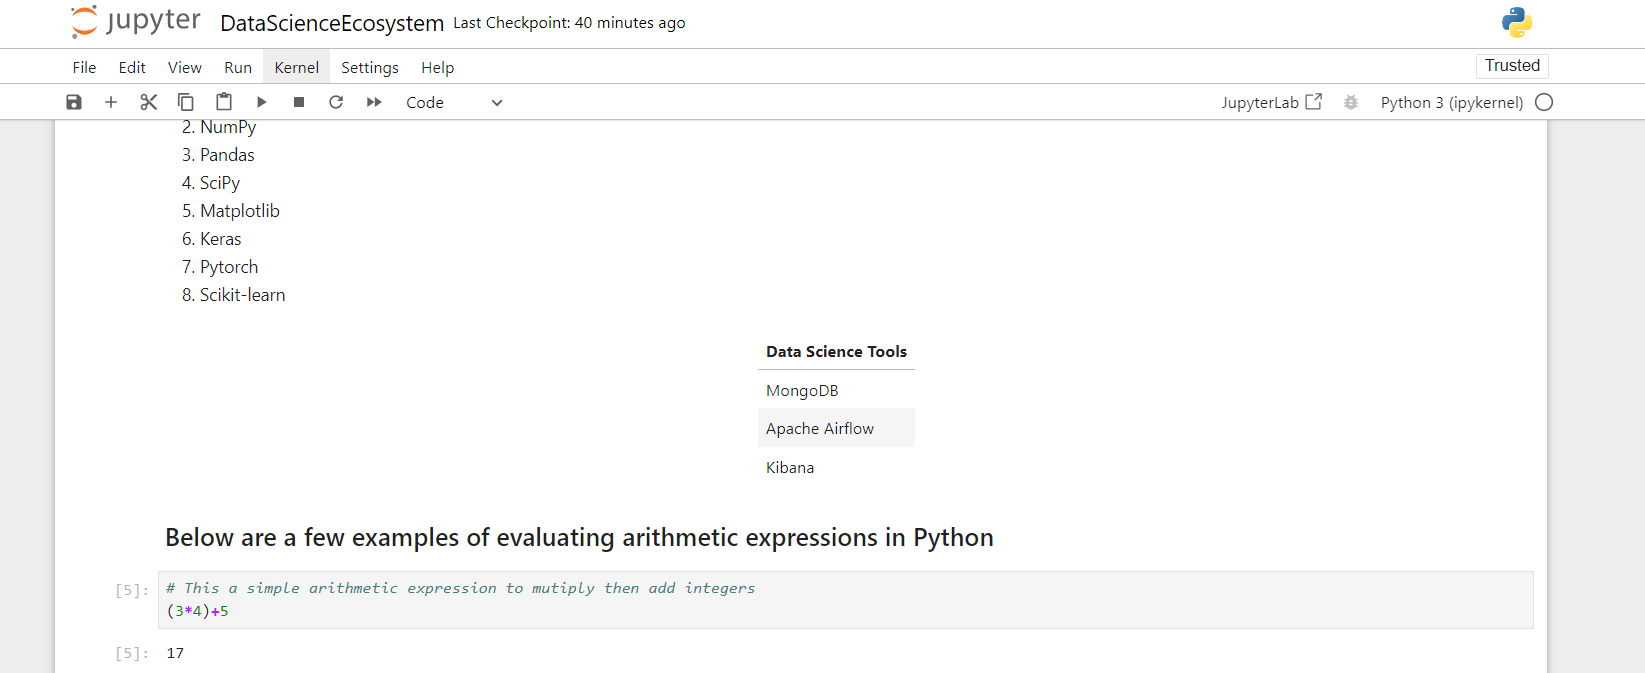 jupyter DataScienceEcosystem Last Checkpoint: 40 minutes ago
File Edit View Run Kernel Settings Help Trusted
Code JupyterLab Python 3 (ipykernel)
2. NumPy
3. Pandas
4. SciPy
5. Matplotlib
6. Keras
7. Pytorch
8. Scikit-learn
Data Science Tools
MongoDB
Apache Airflow
Kibana
Below are a few examples of evaluating arithmetic expressions in Python
[5]: # This a simple arithmetic expression to mutiply then add integers
(3*4)+5
[5]: 17